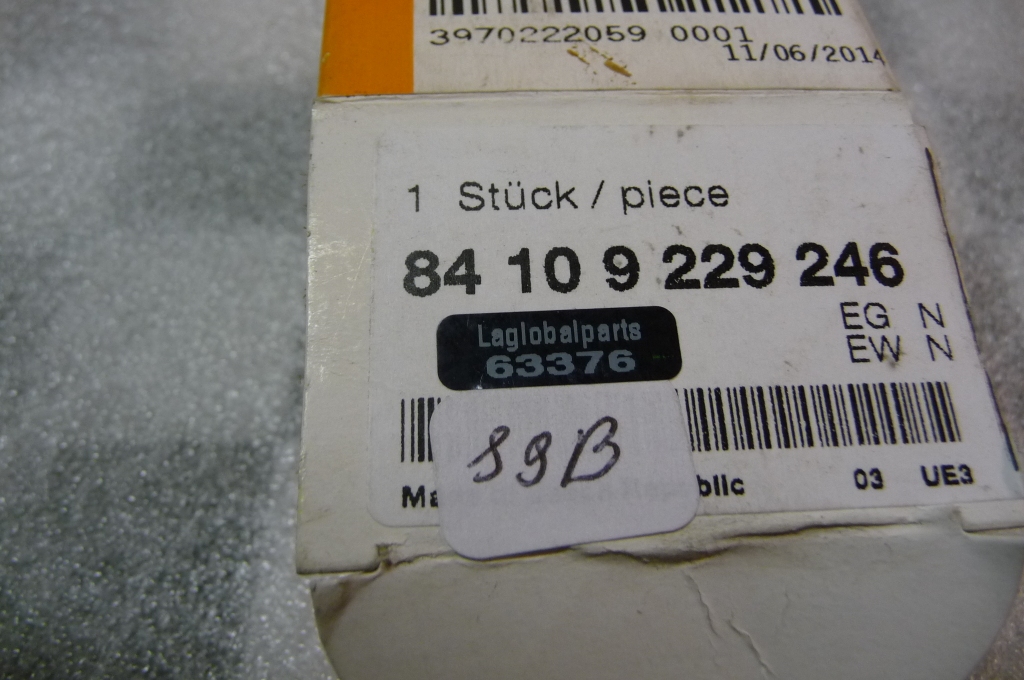 3970222059 0001
11/06/2014
1 Stück / piece
84 10 9 229 246
EG N
EW N
Laglobalparts
63376
99B
03 UE3